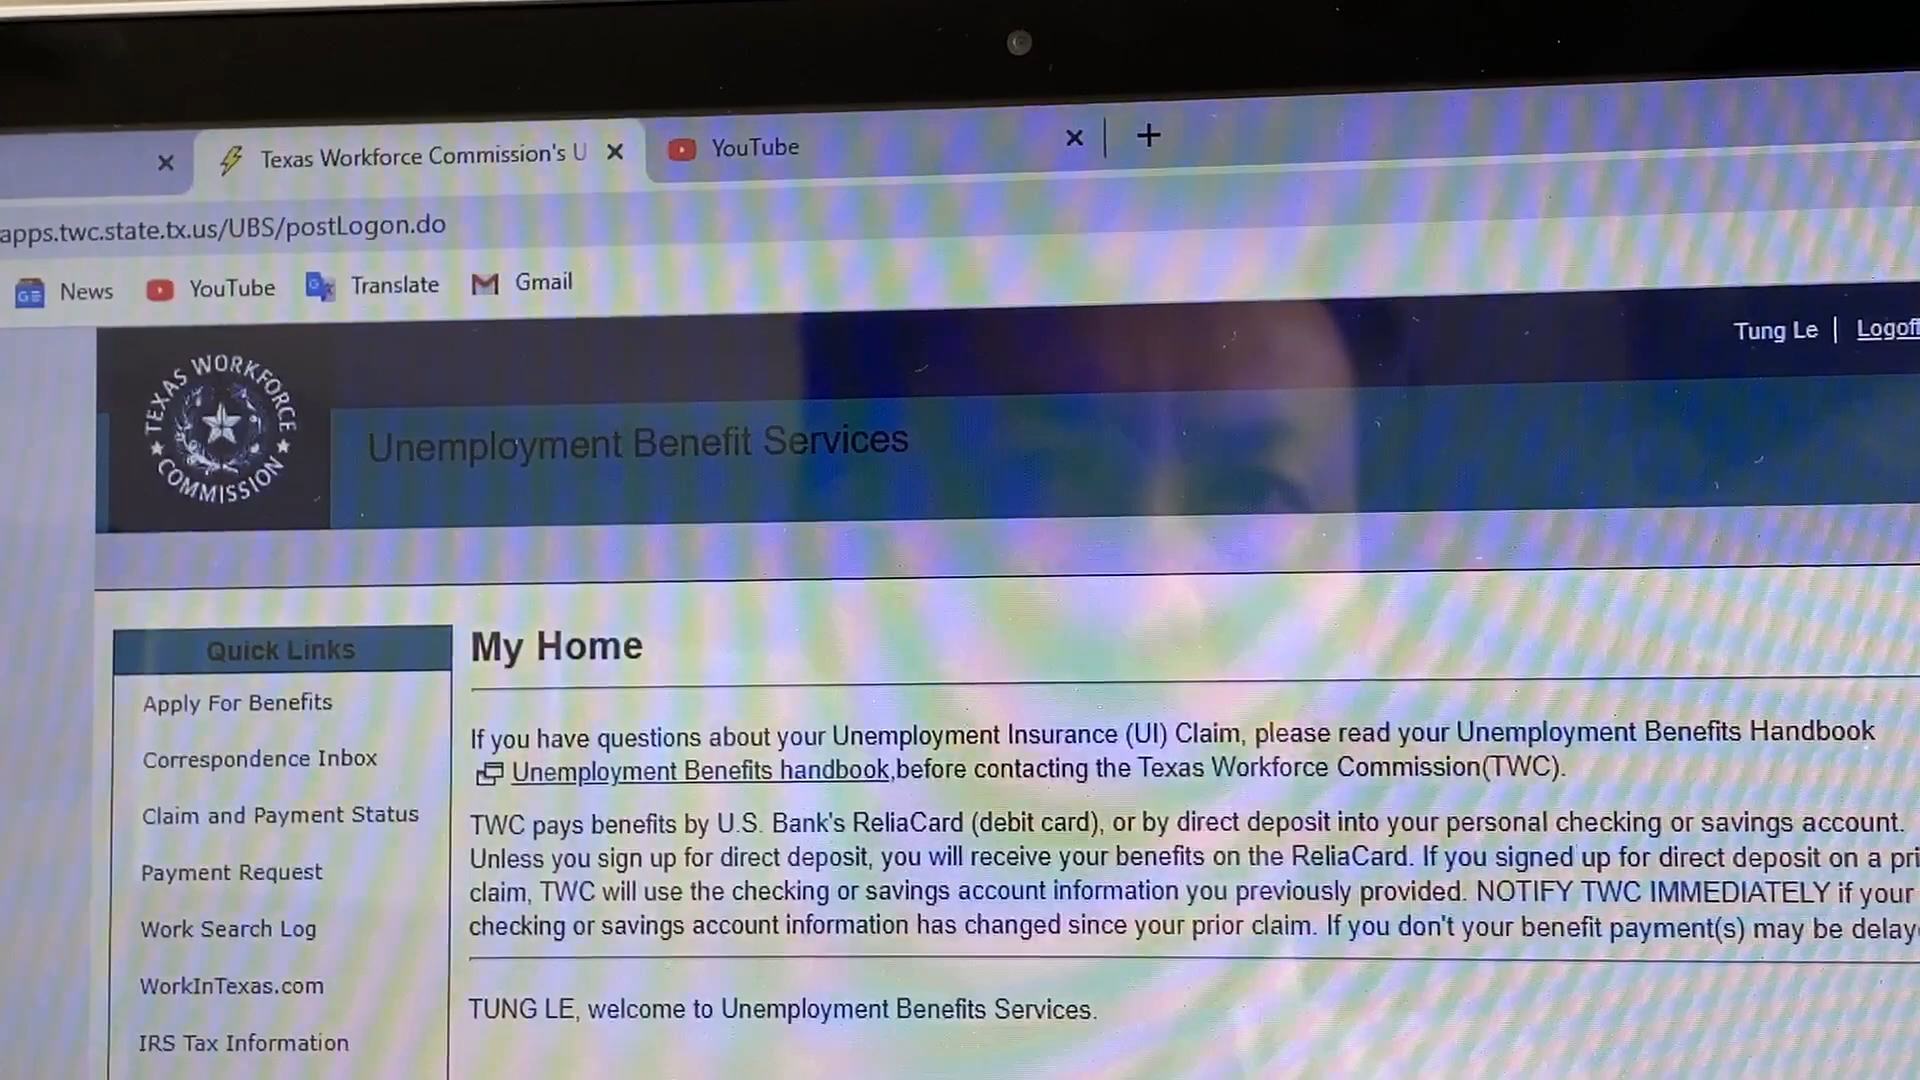 Texas Workforce Commission's U
YouTube
apps.twc.state.tx.us/UBS/postLogon.do
News YouTube Translate Gmail
Tung Le | Logoff
TEXAS WORKFORCE COMMISSION
Unemployment Benefit Services
Quick Links
Apply For Benefits
Correspondence Inbox
Claim and Payment Status
Payment Request
Work Search Log
WorkInTexas.com
IRS Tax Information
My Home
If you have questions about your Unemployment Insurance (UI) Claim, please read your Unemployment Benefits Handbook
Unemployment Benefits handbook,before contacting the Texas Workforce Commission(TWC).
TWC pays benefits by U.S. Bank's ReliaCard (debit card), or by direct deposit into your personal checking or savings account.
Unless you sign up for direct deposit, you will receive your benefits on the ReliaCard. If you signed up for direct deposit on a pri
claim, TWC will use the checking or savings account information you previously provided. NOTIFY TWC IMMEDIATELY if your
checking or savings account information has changed since your prior claim. If you don't your benefit payment(s) may be delay
TUNG LE, welcome to Unemployment Benefits Services.